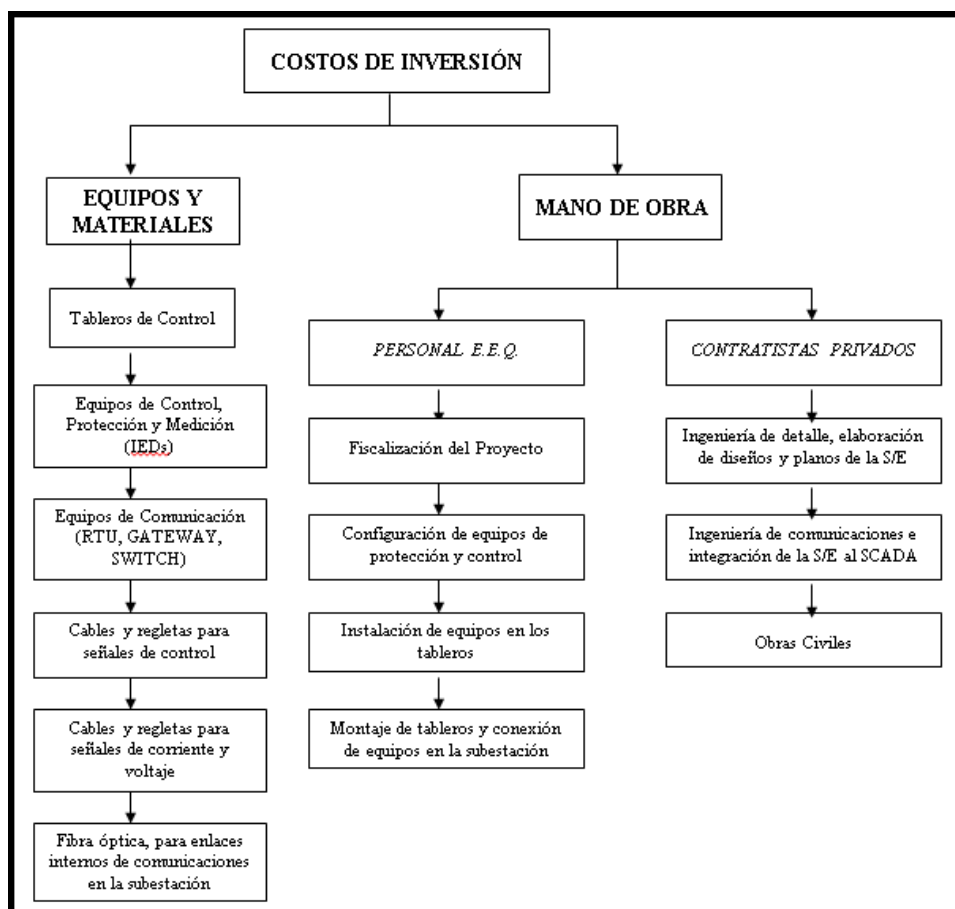 COSTOS DE INVERSIÓN
EQUIPOS Y
MATERIALES
Tableros de Control
Equipos de Control,
Protección y Medición
(IEDs)
Equipos de Comunicación
(RTU, GATEWAY,
SWITCH)
Cables y regletas para
señales de control
Cables y regletas para
señales de corriente y
voltaje
Fibra óptica, para enlaces
internos de comunicaciones
en la subestación
MANO DE OBRA
PERSONAL E.E.Q.
Fiscalización del Proyecto
Configuración de equipos de
protección y control
Instalación de equipos en los
tableros
Montaje de tableros y conexión
de equipos en la subestación
CONTRATISTAS PRIVADOS
Ingeniería de detalle, elaboración
de diseños y planos de la S/E
Ingeniería de comunicaciones e
integración de la S/E al SCADA
Obras Civiles